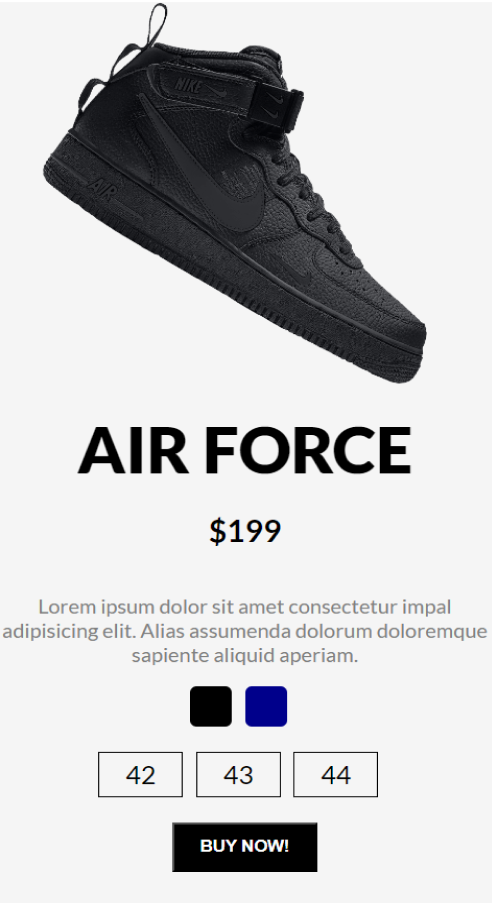 NIKE
AIR
AIR FORCE
$199
Lorem ipsum dolor sit amet consectetur impal
adipisicing elit. Alias assumenda dolorum doloremque
sapiente aliquid aperiam.
42 43 44
BUY NOW!